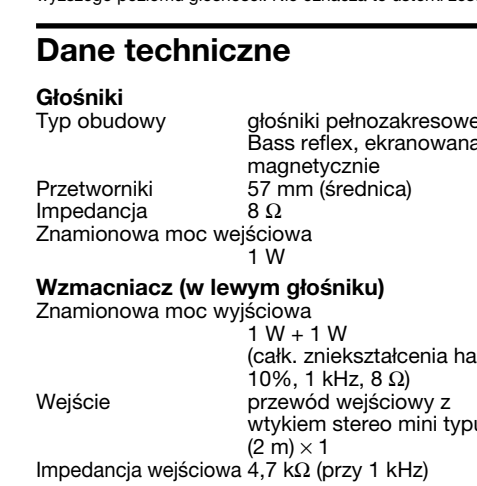 Dane techniczne
Głośniki
Typ obudowy głośniki pełnozakresowe
Bass reflex, ekranowana
magnetycznie
Przetworniki 57 mm (średnica)
Impedancja 8 Ω
Znamionowa moc wejściowa
1 W
Wzmacniacz (w lewym głośniku)
Znamionowa moc wyjściowa
1 W + 1 W
(całk. zniekształcenia ha
10%, 1 kHz, 8 Ω)
Wejście przewód wejściowy z
wtykiem stereo mini typu
(2 m) × 1
Impedancja wejściowa 4,7 kΩ (przy 1 kHz)